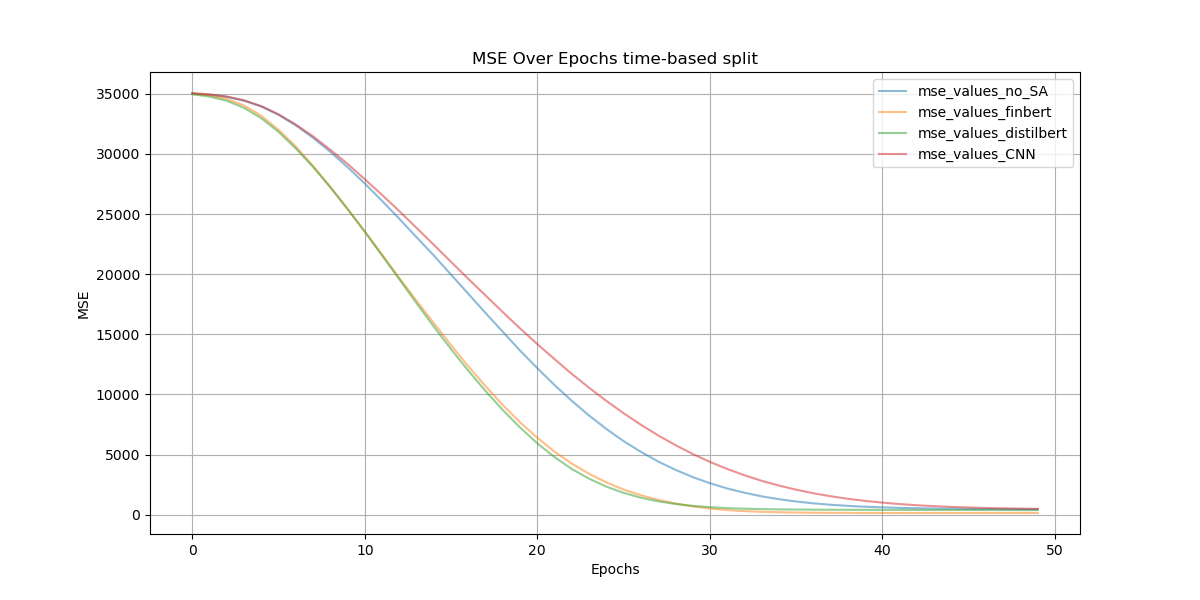 MSE Over Epochs time-based split
mse_values_no_SA
mse_values_finbert
mse_values_distilbert
mse_values_CNN
MSE
35000
30000
25000
20000
15000
10000
5000
0
0 10 20 30 40 50
Epochs